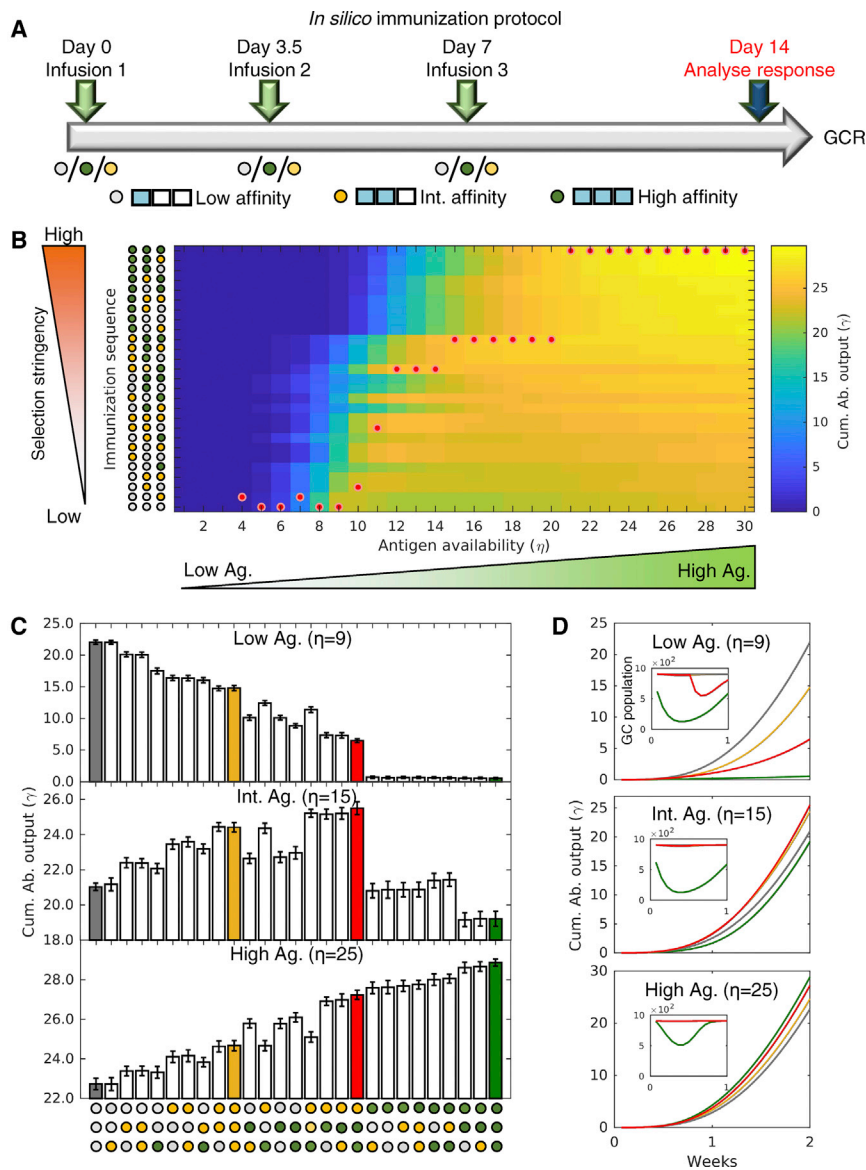 In silico immunization protocol
A
Day 0
Infusion 1
Day 3.5
Infusion 2
Day 7
Infusion 3
Day 14
Analyse response
GCR
Low affinity
Int. affinity
High affinity
B
High
Selection stringency
Low
Immunization sequence
2 4 6 8 10 12 14 16 18 20 22 24 26 28 30
Antigen availability (η)
Low Ag.
High Ag.
25
20
15
10
5
0
Cum. Ab. output (γ)
C
Low Ag. (η=9)
25.0
20.0
15.0
10.0
5.0
0.0
Int. Ag. (η=15)
26.0
24.0
22.0
20.0
18.0
High Ag. (η=25)
28.0
26.0
24.0
22.0
Cum. Ab. output (γ)
D
Low Ag. (η=9)
25
20
15
10
5
0
×10²
10
5
0
0 1
GC population
Int. Ag. (η=15)
25
20
15
10
5
0
×10²
10
5
0
0 1
High Ag. (η=25)
30
20
10
0
×10²
10
5
0
0 1
Cum. Ab. output (γ)
0 1 2
Weeks